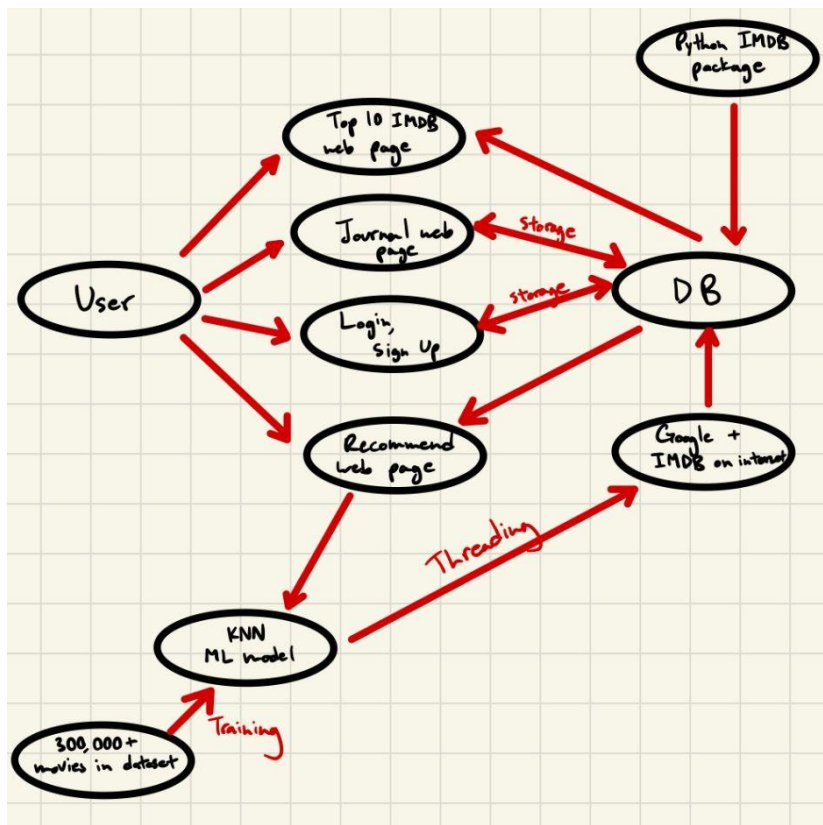 Python IMDB
package
Top 10 IMDB
web page
Journal web
page
storage
User
DB
storage
Login,
Sign Up
Recommend
web page
Google +
IMDB on internet
Threading
KNN
ML model
Training
300,000+
movies in dataset